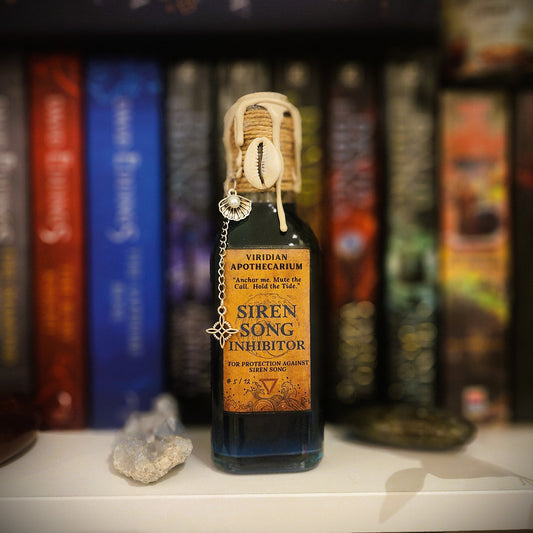 VIRIDIAN
APOTHECARIUM
"Anchor me. Mute the
Call. Hold the Tide."
SIREN
SONG
INHIBITOR
FOR PROTECTION AGAINST
SIREN SONG
#5/12